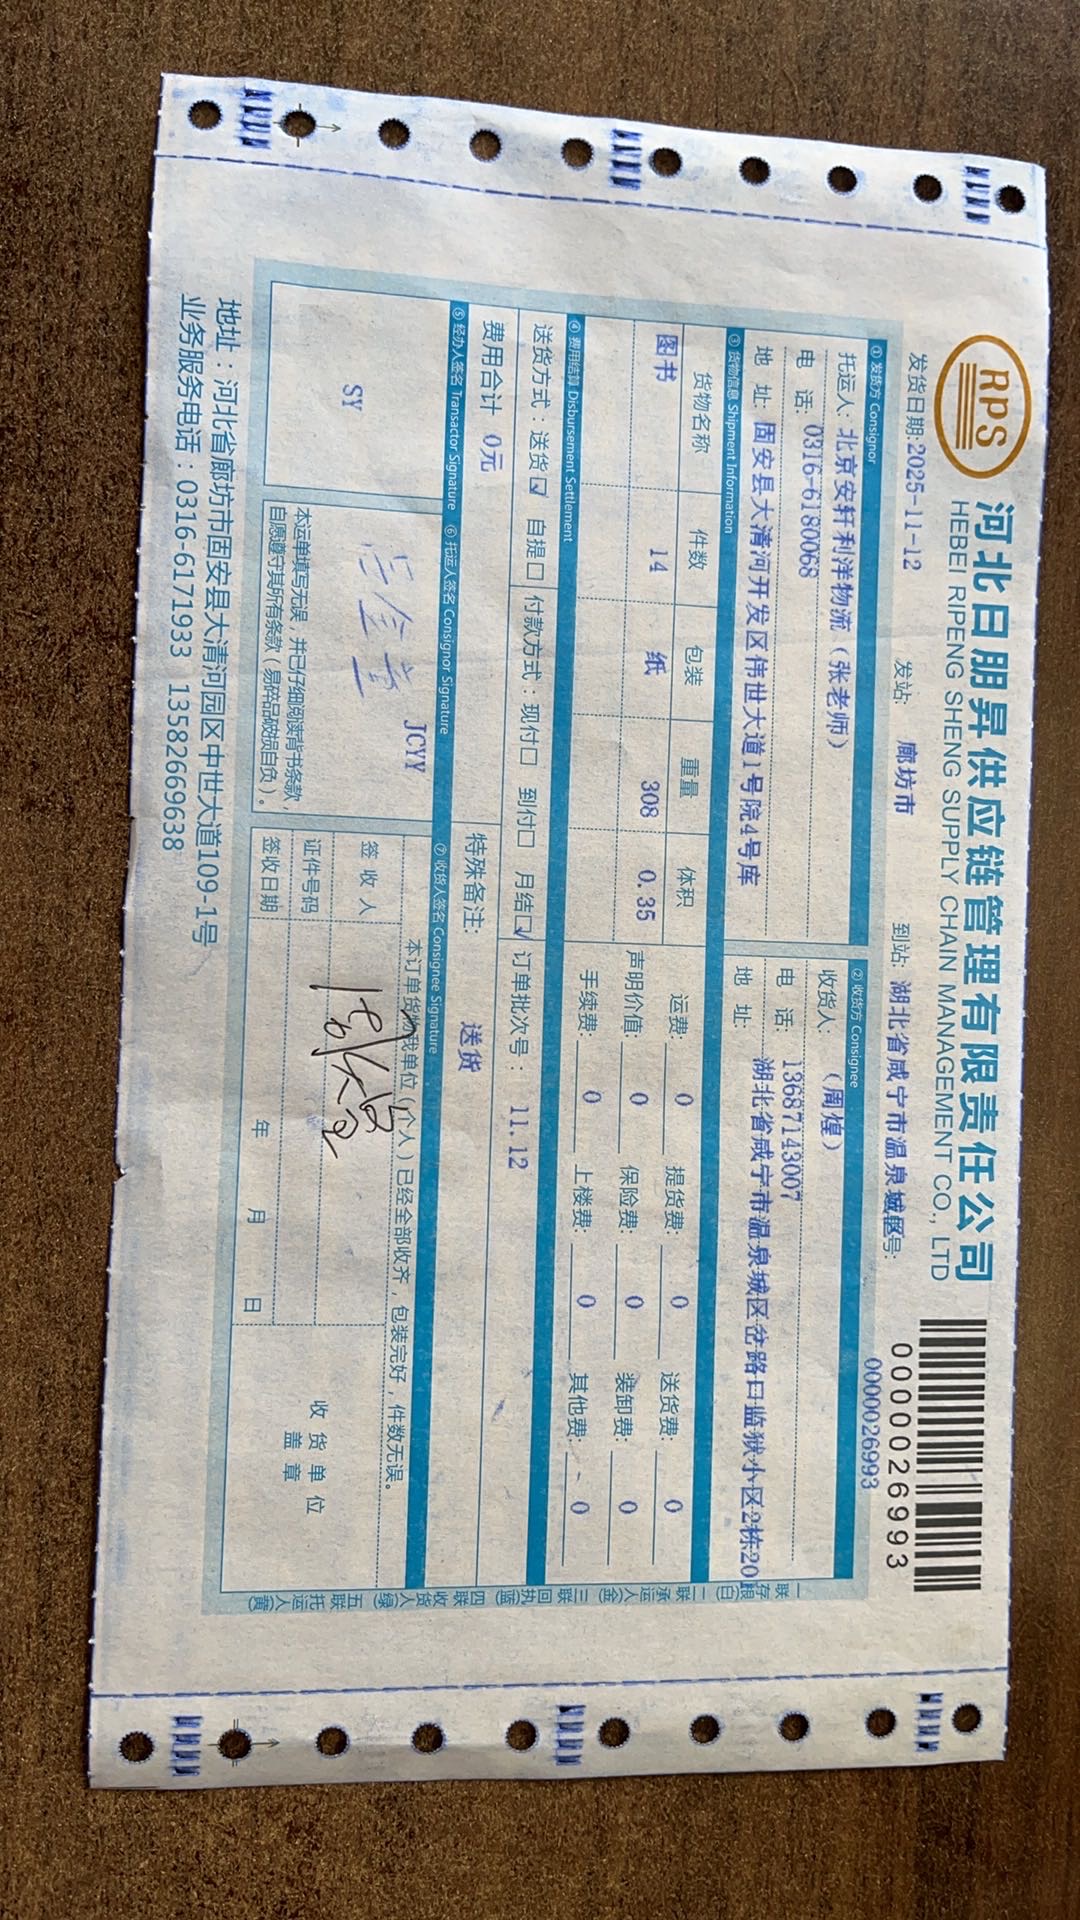 RPS
河北日朋昇供应链管理有限责任公司
HEBEI RIPENG SHENG SUPPLY CHAIN MANAGEMENT CO., LTD
0000026993
0000026993
发货日期:2025-11-12 发站: 廊坊市 到站: 湖北省咸宁市温泉城区 号:
① 发货方 Consignor
托运人: 北京安轩利洋物流（张老师）
电 话: 0316-6180068
地 址: 固安县大清河开发区伟世大道1号院4号库
② 收货方 Consignee
收货人: （周煌）
电 话: 13687143007
地 址: 湖北省咸宁市温泉城区岔路口监狱小区2栋20
③ 货物信息 Shipment Information
货物名称 件数 包装 重量 体积
图书 14 纸 308 0.35
运费: 0 提货费: 0 送货费: 0
声明价值: 0 保险费: 0 装卸费: 0
手续费: 0 上楼费: 0 其他费: 0
④ 费用结算 Disbursement Settlement
送货方式：送货☑ 自提□ 付款方式：现付□ 到付□ 月结☑ 订单批次号： 11.12
费用合计 0元 特殊备注: 送货
⑤ 经办人签名 Transactor Signature ⑥ 托运人签名 Consignor Signature ⑦ 收货人签名 Consignee Signature
SY
JCYY
本运单填写无误，并已仔细阅读背书条款，
自愿遵守其所有条款（易碎品破损自负）。
本订单货物我单位（个人）已经全部收齐，包装完好，件数无误。
签 收 人
证件号码
签收日期 年 月 日
收 货 单 位
盖 章
地址：河北省廊坊市固安县大清河园区中世大道109-1号
业务服务电话：0316-6171933 13582669638
一联存根(白) 二联承运人(金) 三联回执(蓝) 四联收货人(绿) 五联托运人(黄)